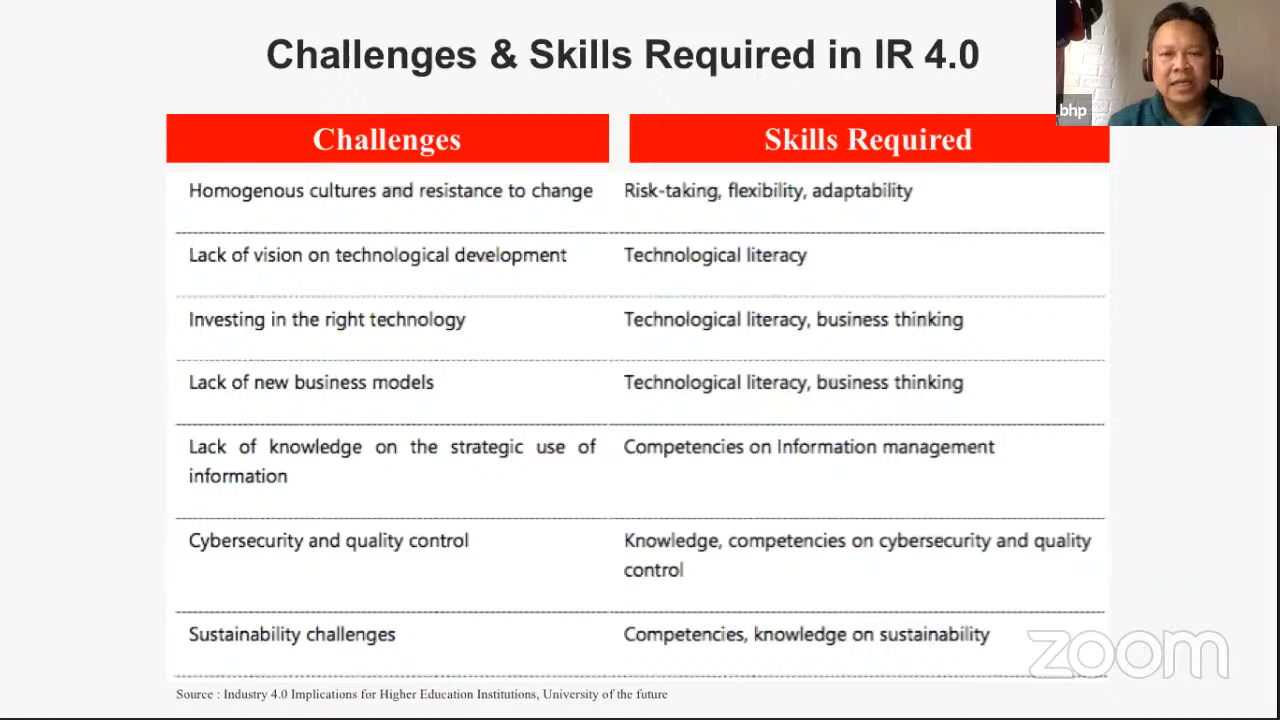 Challenges & Skills Required in IR 4.0
bhp
Challenges
Skills Required
Homogenous cultures and resistance to change
Risk-taking, flexibility, adaptability
Lack of vision on technological development
Technological literacy
Investing in the right technology
Technological literacy, business thinking
Lack of new business models
Technological literacy, business thinking
Lack of knowledge on the strategic use of
information
Competencies on Information management
Cybersecurity and quality control
Knowledge, competencies on cybersecurity and quality
control
Sustainability challenges
Competencies, knowledge on sustainability
zoom
Source : Industry 4.0 Implications for Higher Education Institutions, University of the future